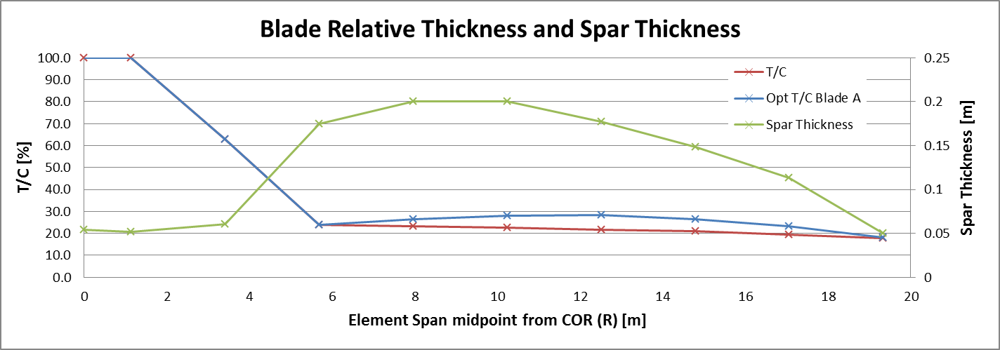 Blade Relative Thickness and Spar Thickness
100.0
90.0
80.0
70.0
60.0
50.0
40.0
30.0
20.0
10.0
0.0
T/C [%]
0.25
0.2
0.15
0.1
0.05
0
Spar Thickness [m]
T/C
Opt T/C Blade A
Spar Thickness
0 2 4 6 8 10 12 14 16 18 20
Element Span midpoint from COR (R) [m]